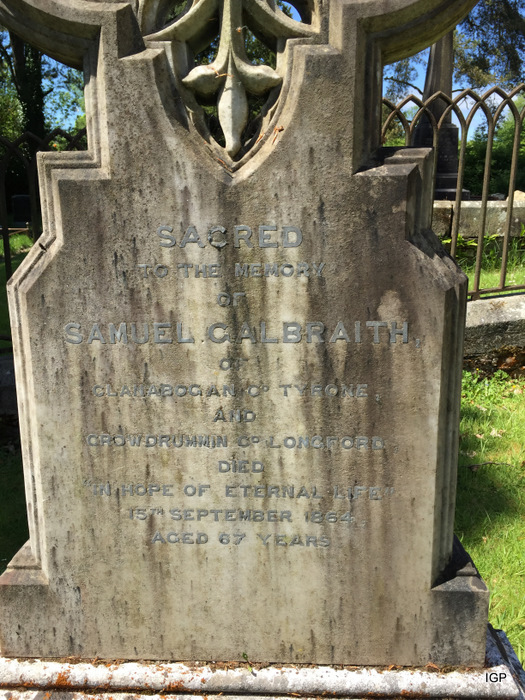 SACRED
TO THE MEMORY
OF
SAMUEL GALBRAITH,
OF
CLANABOGAN Co TYRONE,
AND
CROWDRUMMIN Co LONGFORD
DIED
"IN HOPE OF ETERNAL LIFE"
15TH SEPTEMBER 1864,
AGED 67 YEARS
IGP